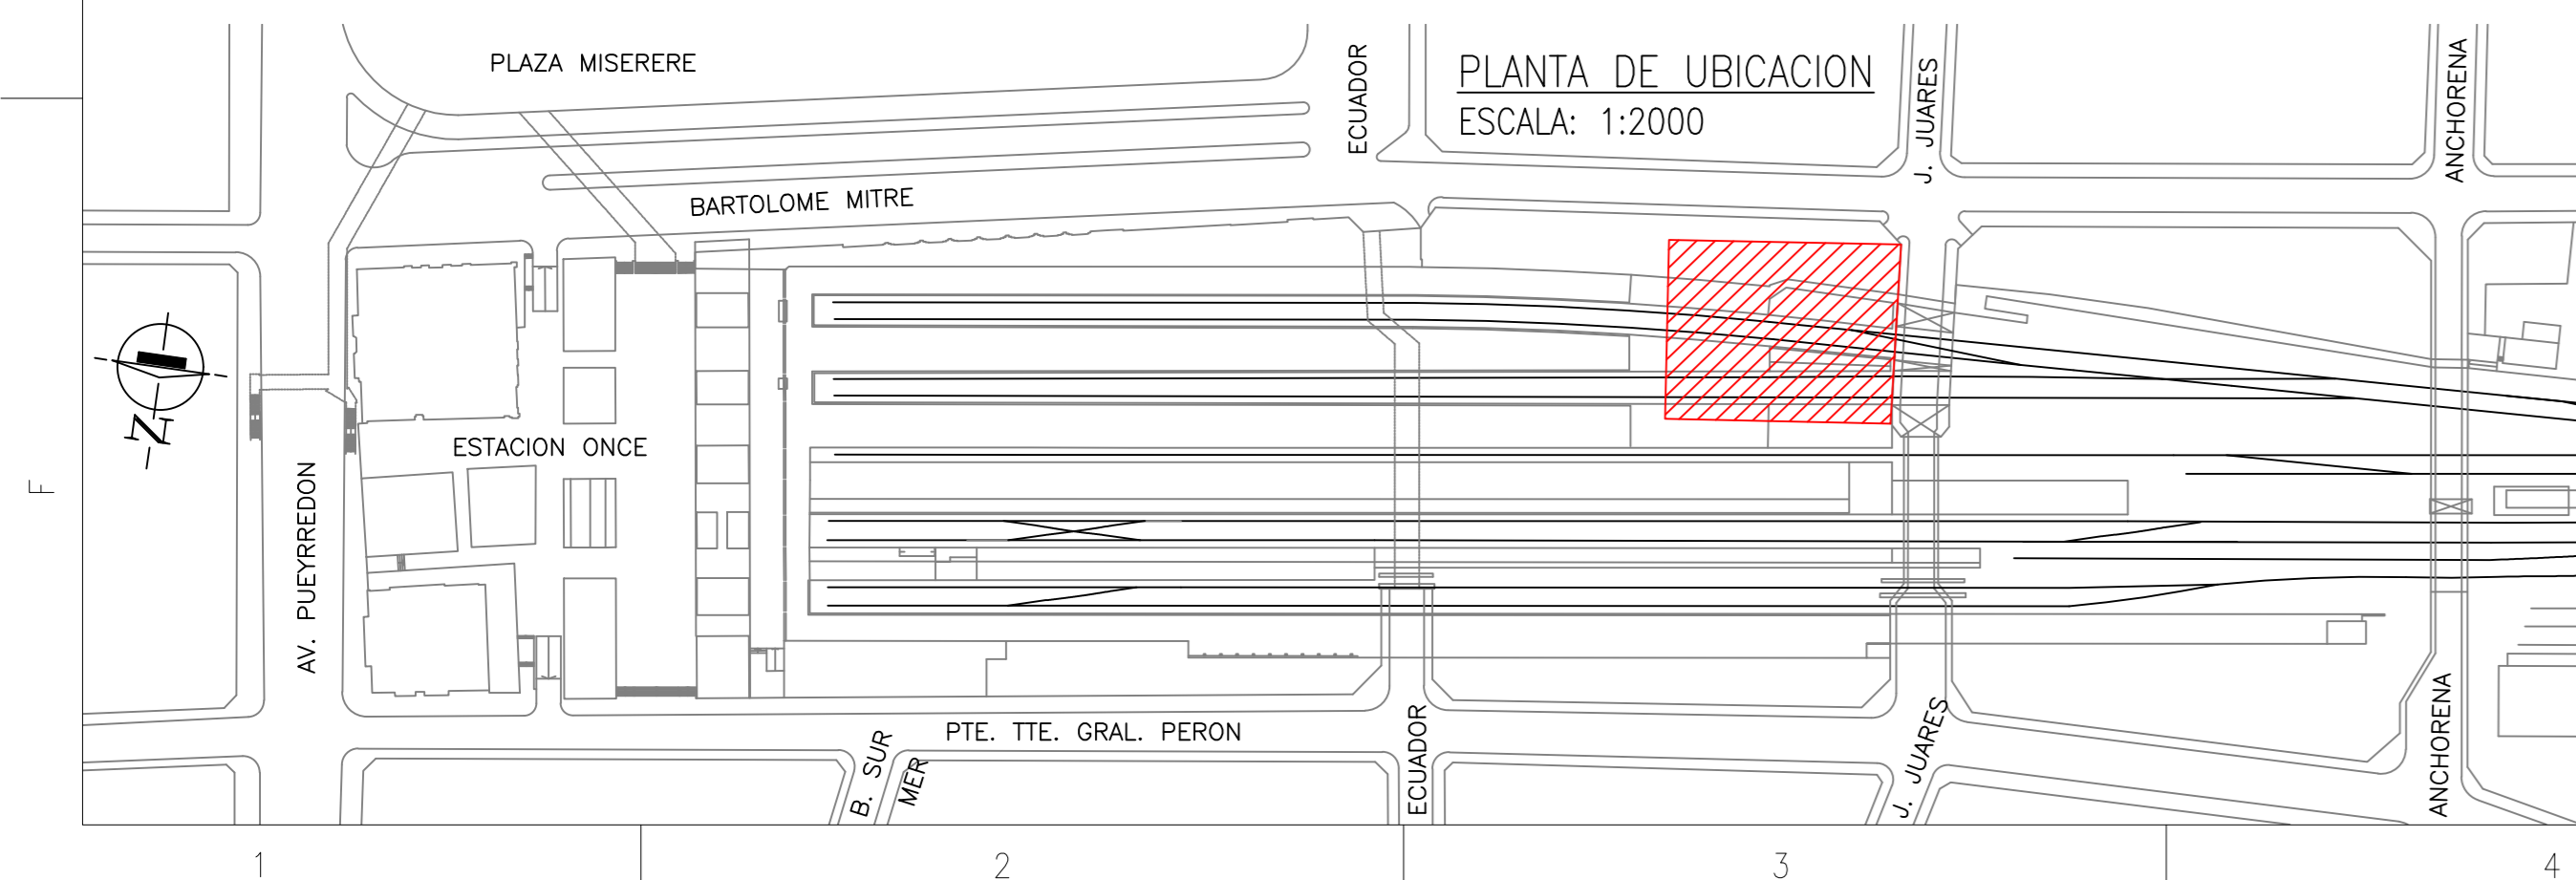 PLAZA MISERERE
ECUADOR
PLANTA DE UBICACION
ESCALA: 1:2000
J. JUARES
ANCHORENA
BARTOLOME MITRE
N
ESTACION ONCE
AV. PUEYRREDON
F
PTE. TTE. GRAL. PERON
B. SUR
MER
ECUADOR
J. JUARES
ANCHORENA
1
2
3
4